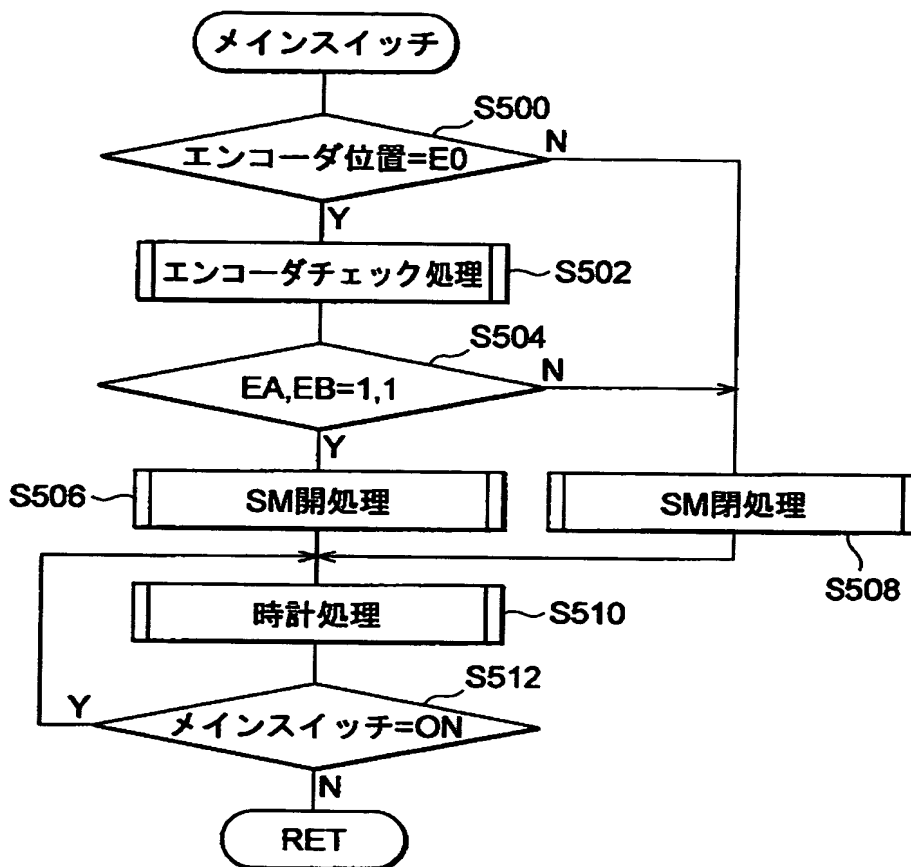 メインスイッチ
S500
エンコーダ位置=E0
N
Y
エンコーダチェック処理
S502
S504
EA,EB=1,1
N
Y
S506
SM開処理
SM閉処理
S508
時計処理
S510
S512
Y
メインスイッチ=ON
N
RET